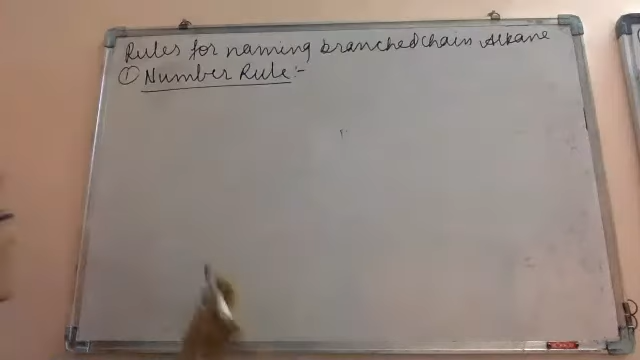 Rules for naming branched chain Alkane
① Number Rule:-